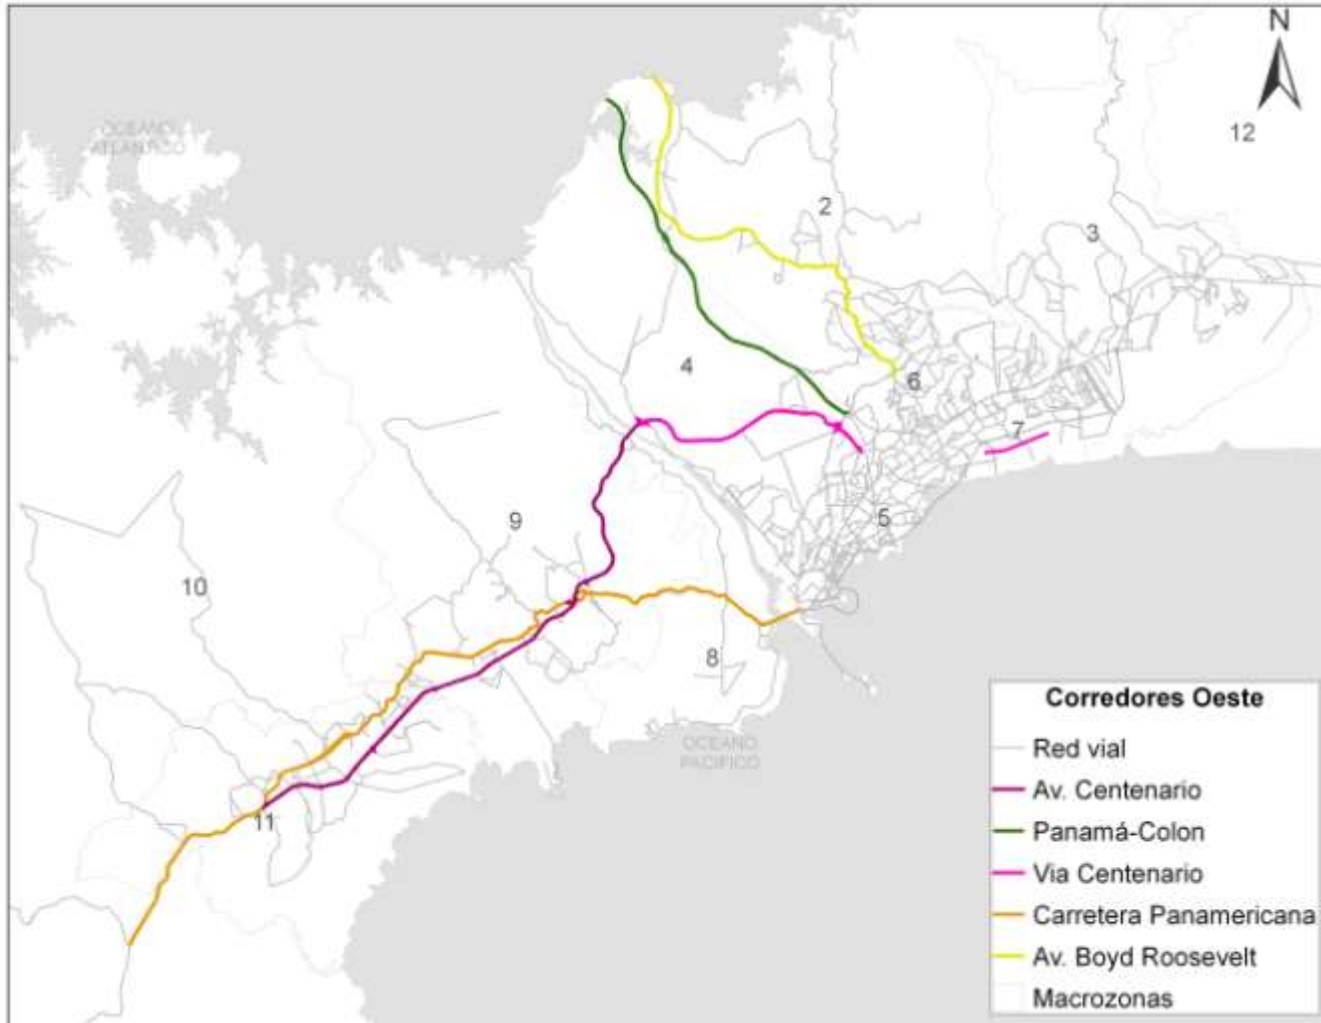 N
12
OCEANO
ATLANTICO
2
3
4
6
7
5
9
10
8
OCEANO
PACIFICO
11
Corredores Oeste
Red vial
Av. Centenario
Panamá-Colon
Via Centenario
Carretera Panamericana
Av. Boyd Roosevelt
Macrozonas